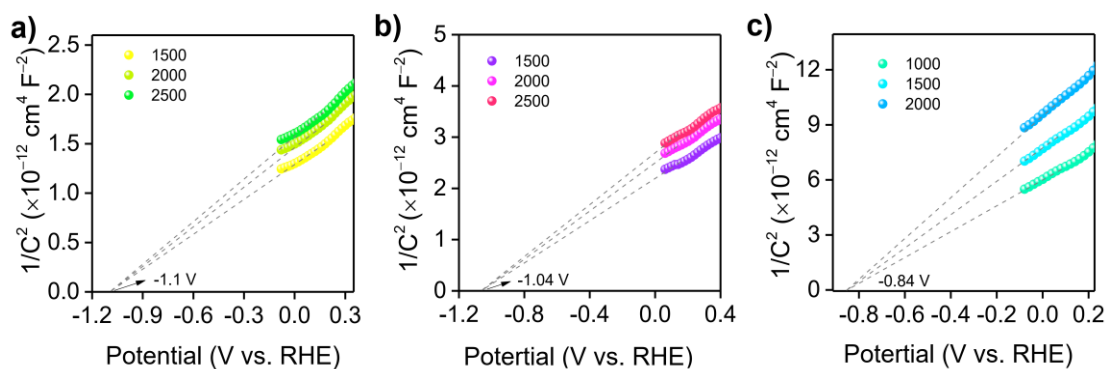 a)
1/C² (×10⁻¹² cm⁴ F⁻²)
2.5
2.0
1.5
1.0
0.5
0.0
1500
2000
2500
-1.1 V
-1.2 -0.9 -0.6 -0.3 0.0 0.3
Potential (V vs. RHE)
b)
1/C² (×10⁻¹² cm⁴ F⁻²)
5
4
3
2
1
0
1500
2000
2500
-1.04 V
-1.2 -0.8 -0.4 0.0 0.4
Potertial (V vs. RHE)
c)
1/C² (×10⁻¹² cm⁴ F⁻²)
12
9
6
3
0
1000
1500
2000
-0.84 V
-0.8 -0.6 -0.4 -0.2 0.0 0.2
Potential (V vs. RHE)